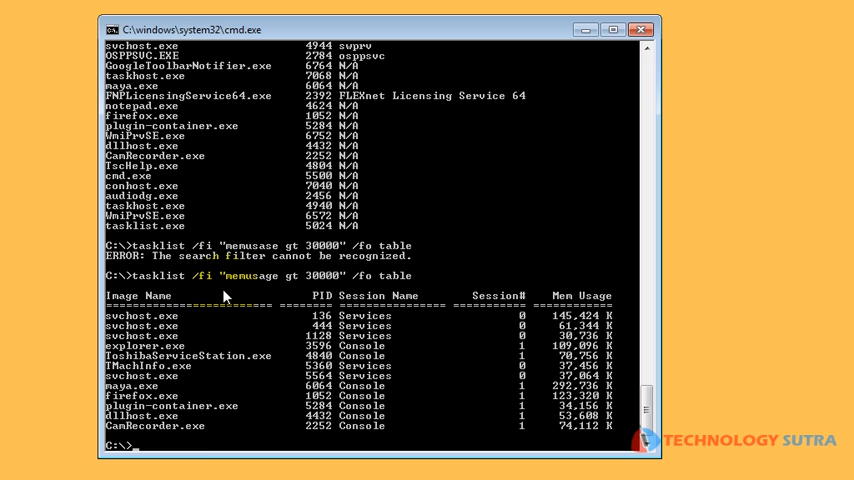 C:\windows\system32\cmd.exe
svchost.exe 4944 swprv
OSPPSVC.EXE 2784 osppsvc
GoogleToolbarNotifier.exe 6764 N/A
taskhost.exe 7068 N/A
maya.exe 6064 N/A
FNPLicensingService64.exe 2392 FLEXnet Licensing Service 64
notepad.exe 4624 N/A
firefox.exe 1052 N/A
plugin-container.exe 5284 N/A
WmiPrvSE.exe 6752 N/A
dllhost.exe 4432 N/A
CamRecorder.exe 2252 N/A
TscHelp.exe 4804 N/A
cmd.exe 5500 N/A
conhost.exe 7040 N/A
audiodg.exe 2456 N/A
taskhost.exe 4940 N/A
WmiPrvSE.exe 6572 N/A
tasklist.exe 5024 N/A
C:\>tasklist /fi "memusase gt 30000" /fo table
ERROR: The search filter cannot be recognized.
C:\>tasklist /fi "memusage gt 30000" /fo table
Image Name PID Session Name Session# Mem Usage
========================= ======== ================ =========== ============
svchost.exe 136 Services 0 145,424 K
svchost.exe 444 Services 0 61,344 K
svchost.exe 1128 Services 0 30,736 K
explorer.exe 3596 Console 1 109,096 K
ToshibaServiceStation.exe 4840 Console 1 70,756 K
TMachInfo.exe 5360 Services 0 37,456 K
svchost.exe 5564 Services 0 37,064 K
maya.exe 6064 Console 1 292,736 K
firefox.exe 1052 Console 1 123,320 K
plugin-container.exe 5284 Console 1 34,156 K
dllhost.exe 4432 Console 1 53,608 K
CamRecorder.exe 2252 Console 1 74,112 K
C:\>_
TECHNOLOGY SUTRA